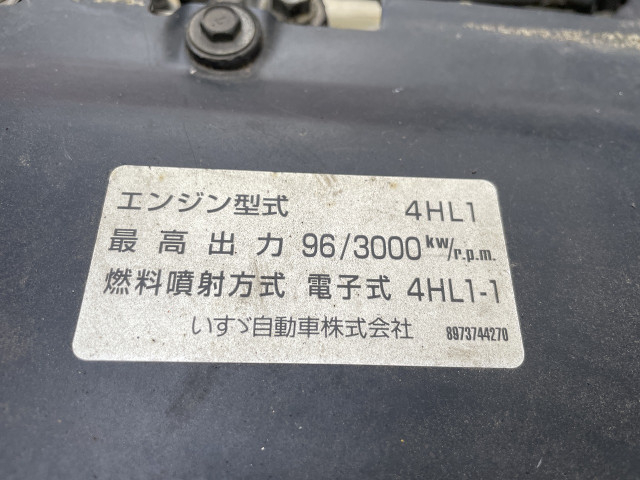 エンジン型式 4HL1
最高出力 96/3000 kw/r.p.m.
燃料噴射方式 電子式 4HL1-1
いすゞ自動車株式会社 8973744270